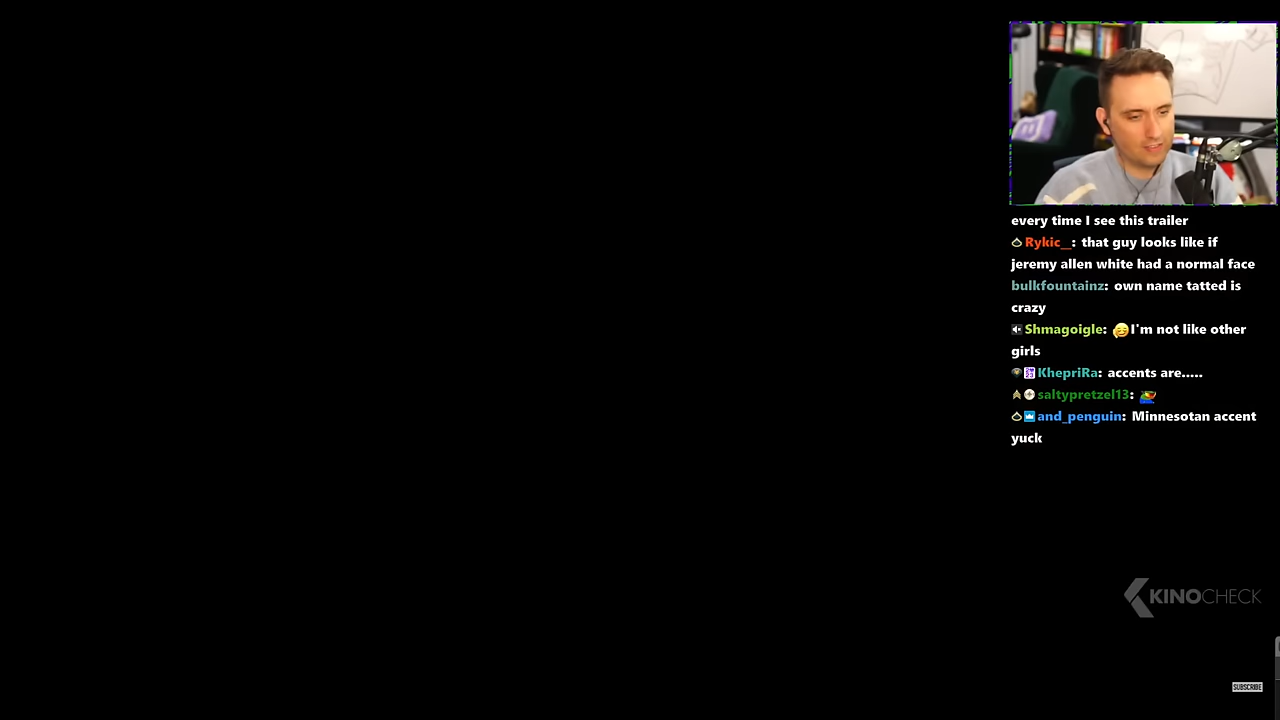 every time I see this trailer
Rykic__: that guy looks like if
jeremy allen white had a normal face
bulkfountainz: own name tatted is
crazy
Shmagoigle: I'm not like other
girls
KhepriRa: accents are.....
saltypretzel13:
and_penguin: Minnesotan accent
yuck
KINOCHECK
SUBSCRIBE